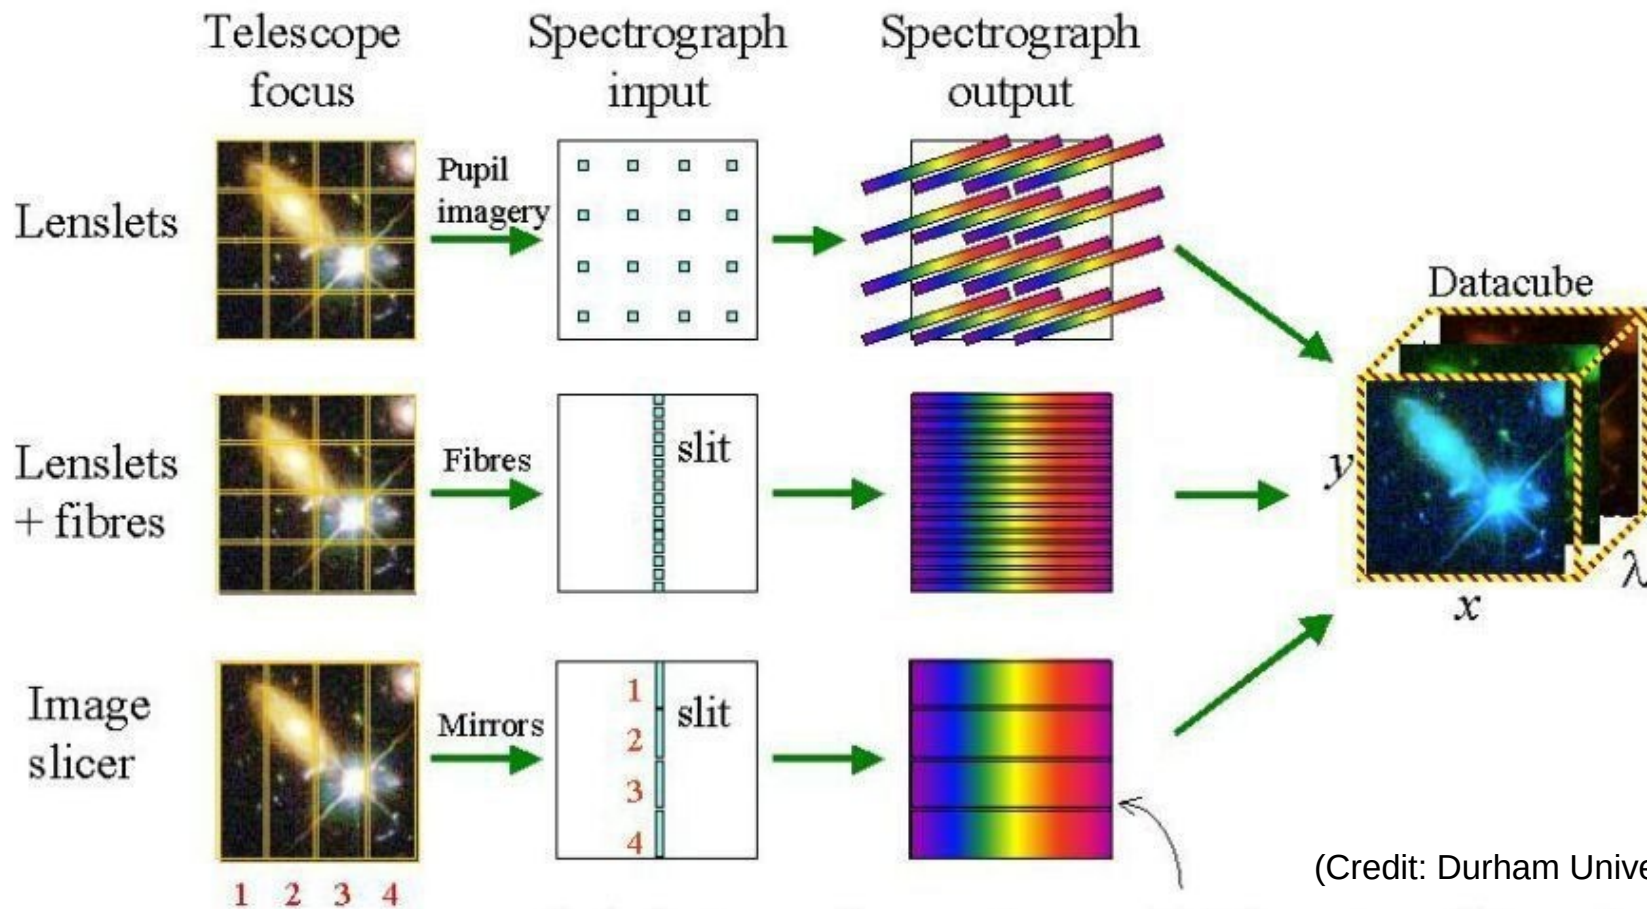 Telescope
focus
Spectrograph
input
Spectrograph
output
Lenslets
Pupil
imagery
Datacube
Lenslets
+ fibres
Fibres
slit
y
x
λ
Image
slicer
Mirrors
1
2
3
4
slit
1 2 3 4
(Credit: Durham